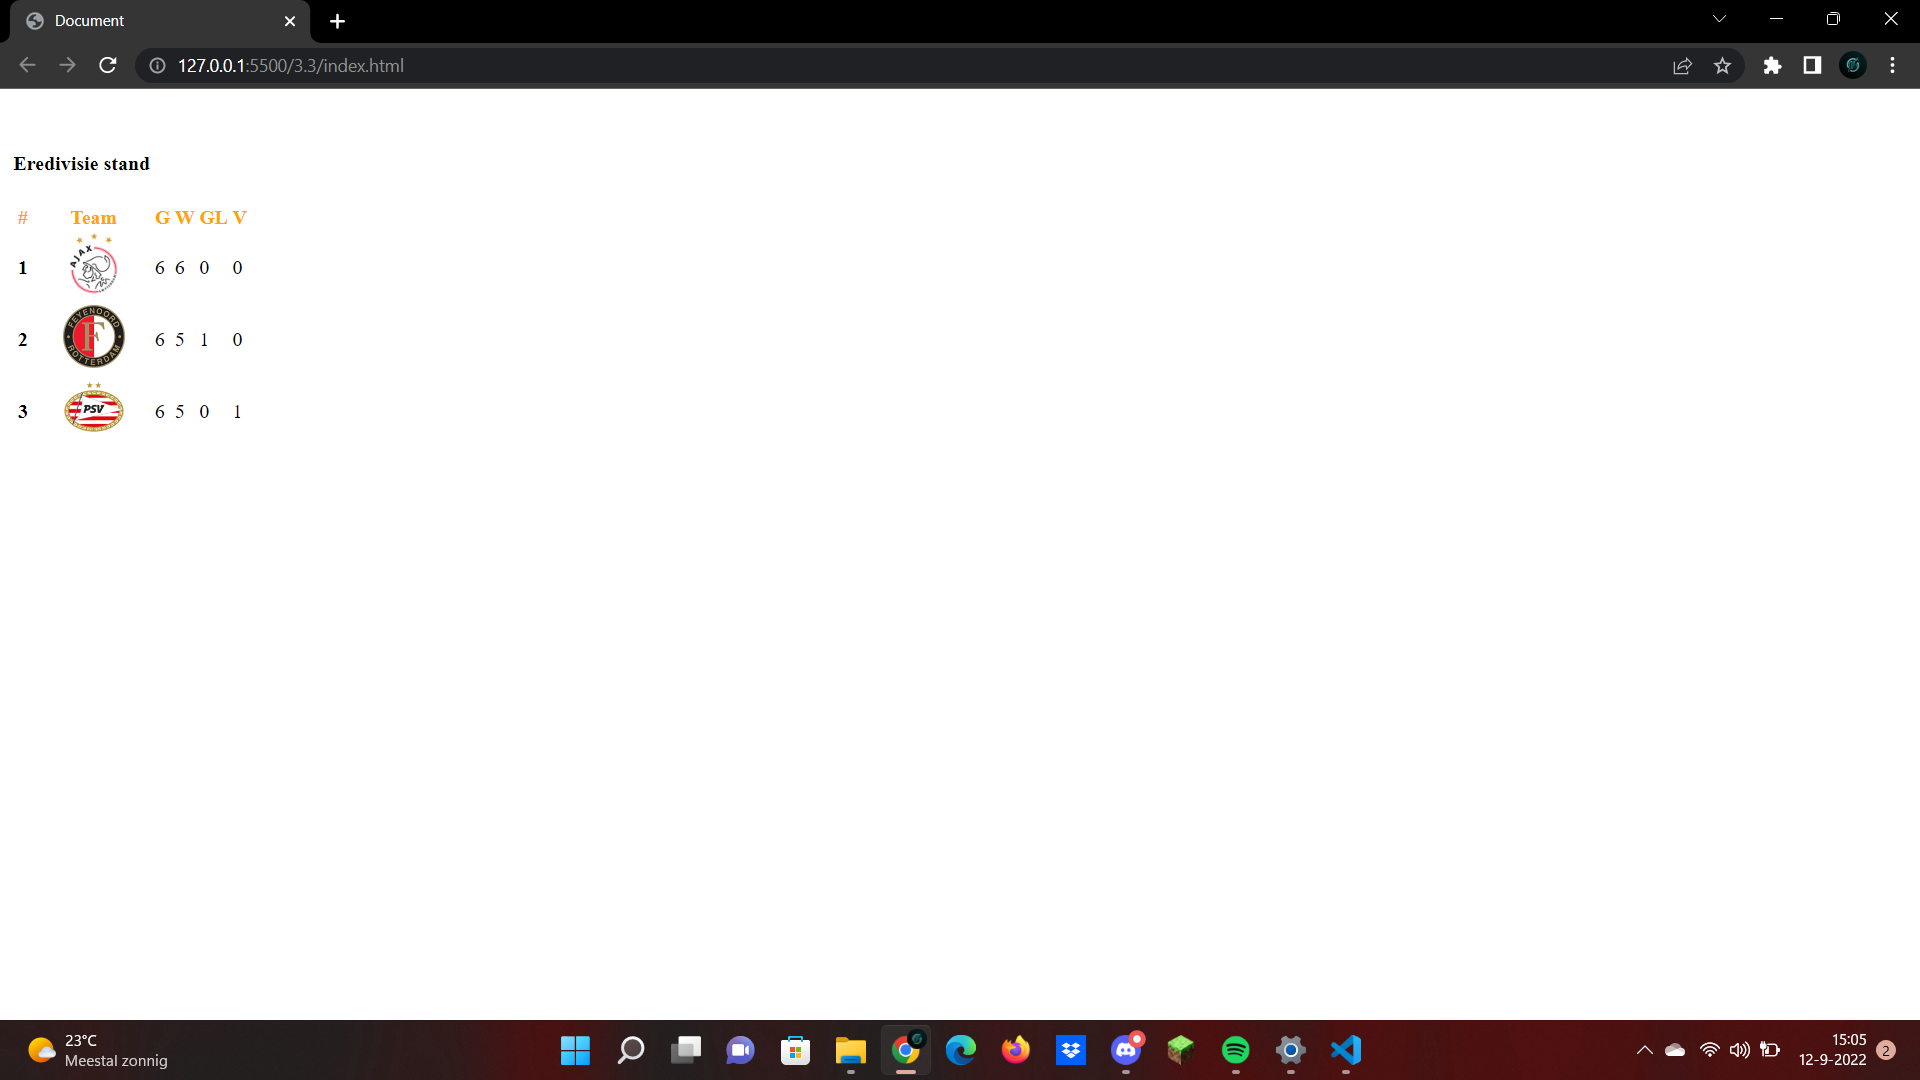 Document
127.0.0.1:5500/3.3/index.html
Eredivisie stand
# Team G W GL V
AJAX
1 6 6 0 0
FEYENOORD
F
ROTTERDAM
2 6 5 1 0
PSV
3 6 5 0 1
23°C
Meestal zonnig
15:05
12-9-2022
2